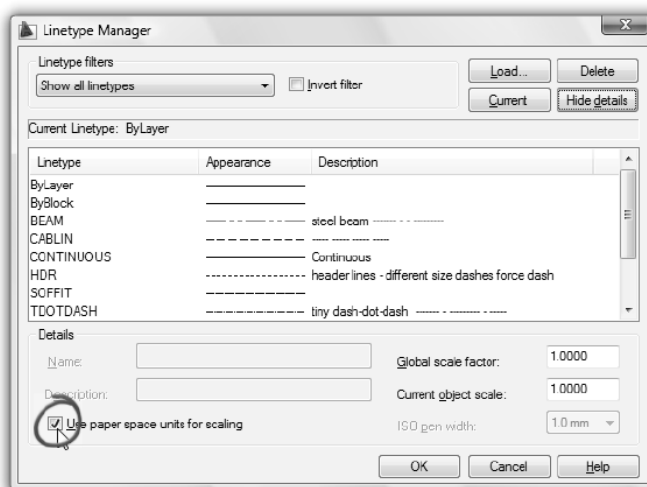 Linetype Manager
X
Linetype filters
Show all linetypes
Invert filter
Load...
Delete
Current
Hide details
Current Linetype: ByLayer
Linetype Appearance Description
ByLayer
ByBlock
BEAM steel beam
CABLIN
CONTINUOUS Continuous
HDR header lines - different size dashes force dash
SOFFIT
TDOTDASH tiny dash-dot-dash
Details
Name:
Global scale factor: 1.0000
Description:
Current object scale: 1.0000
Use paper space units for scaling
ISO pen width: 1.0 mm
OK Cancel Help